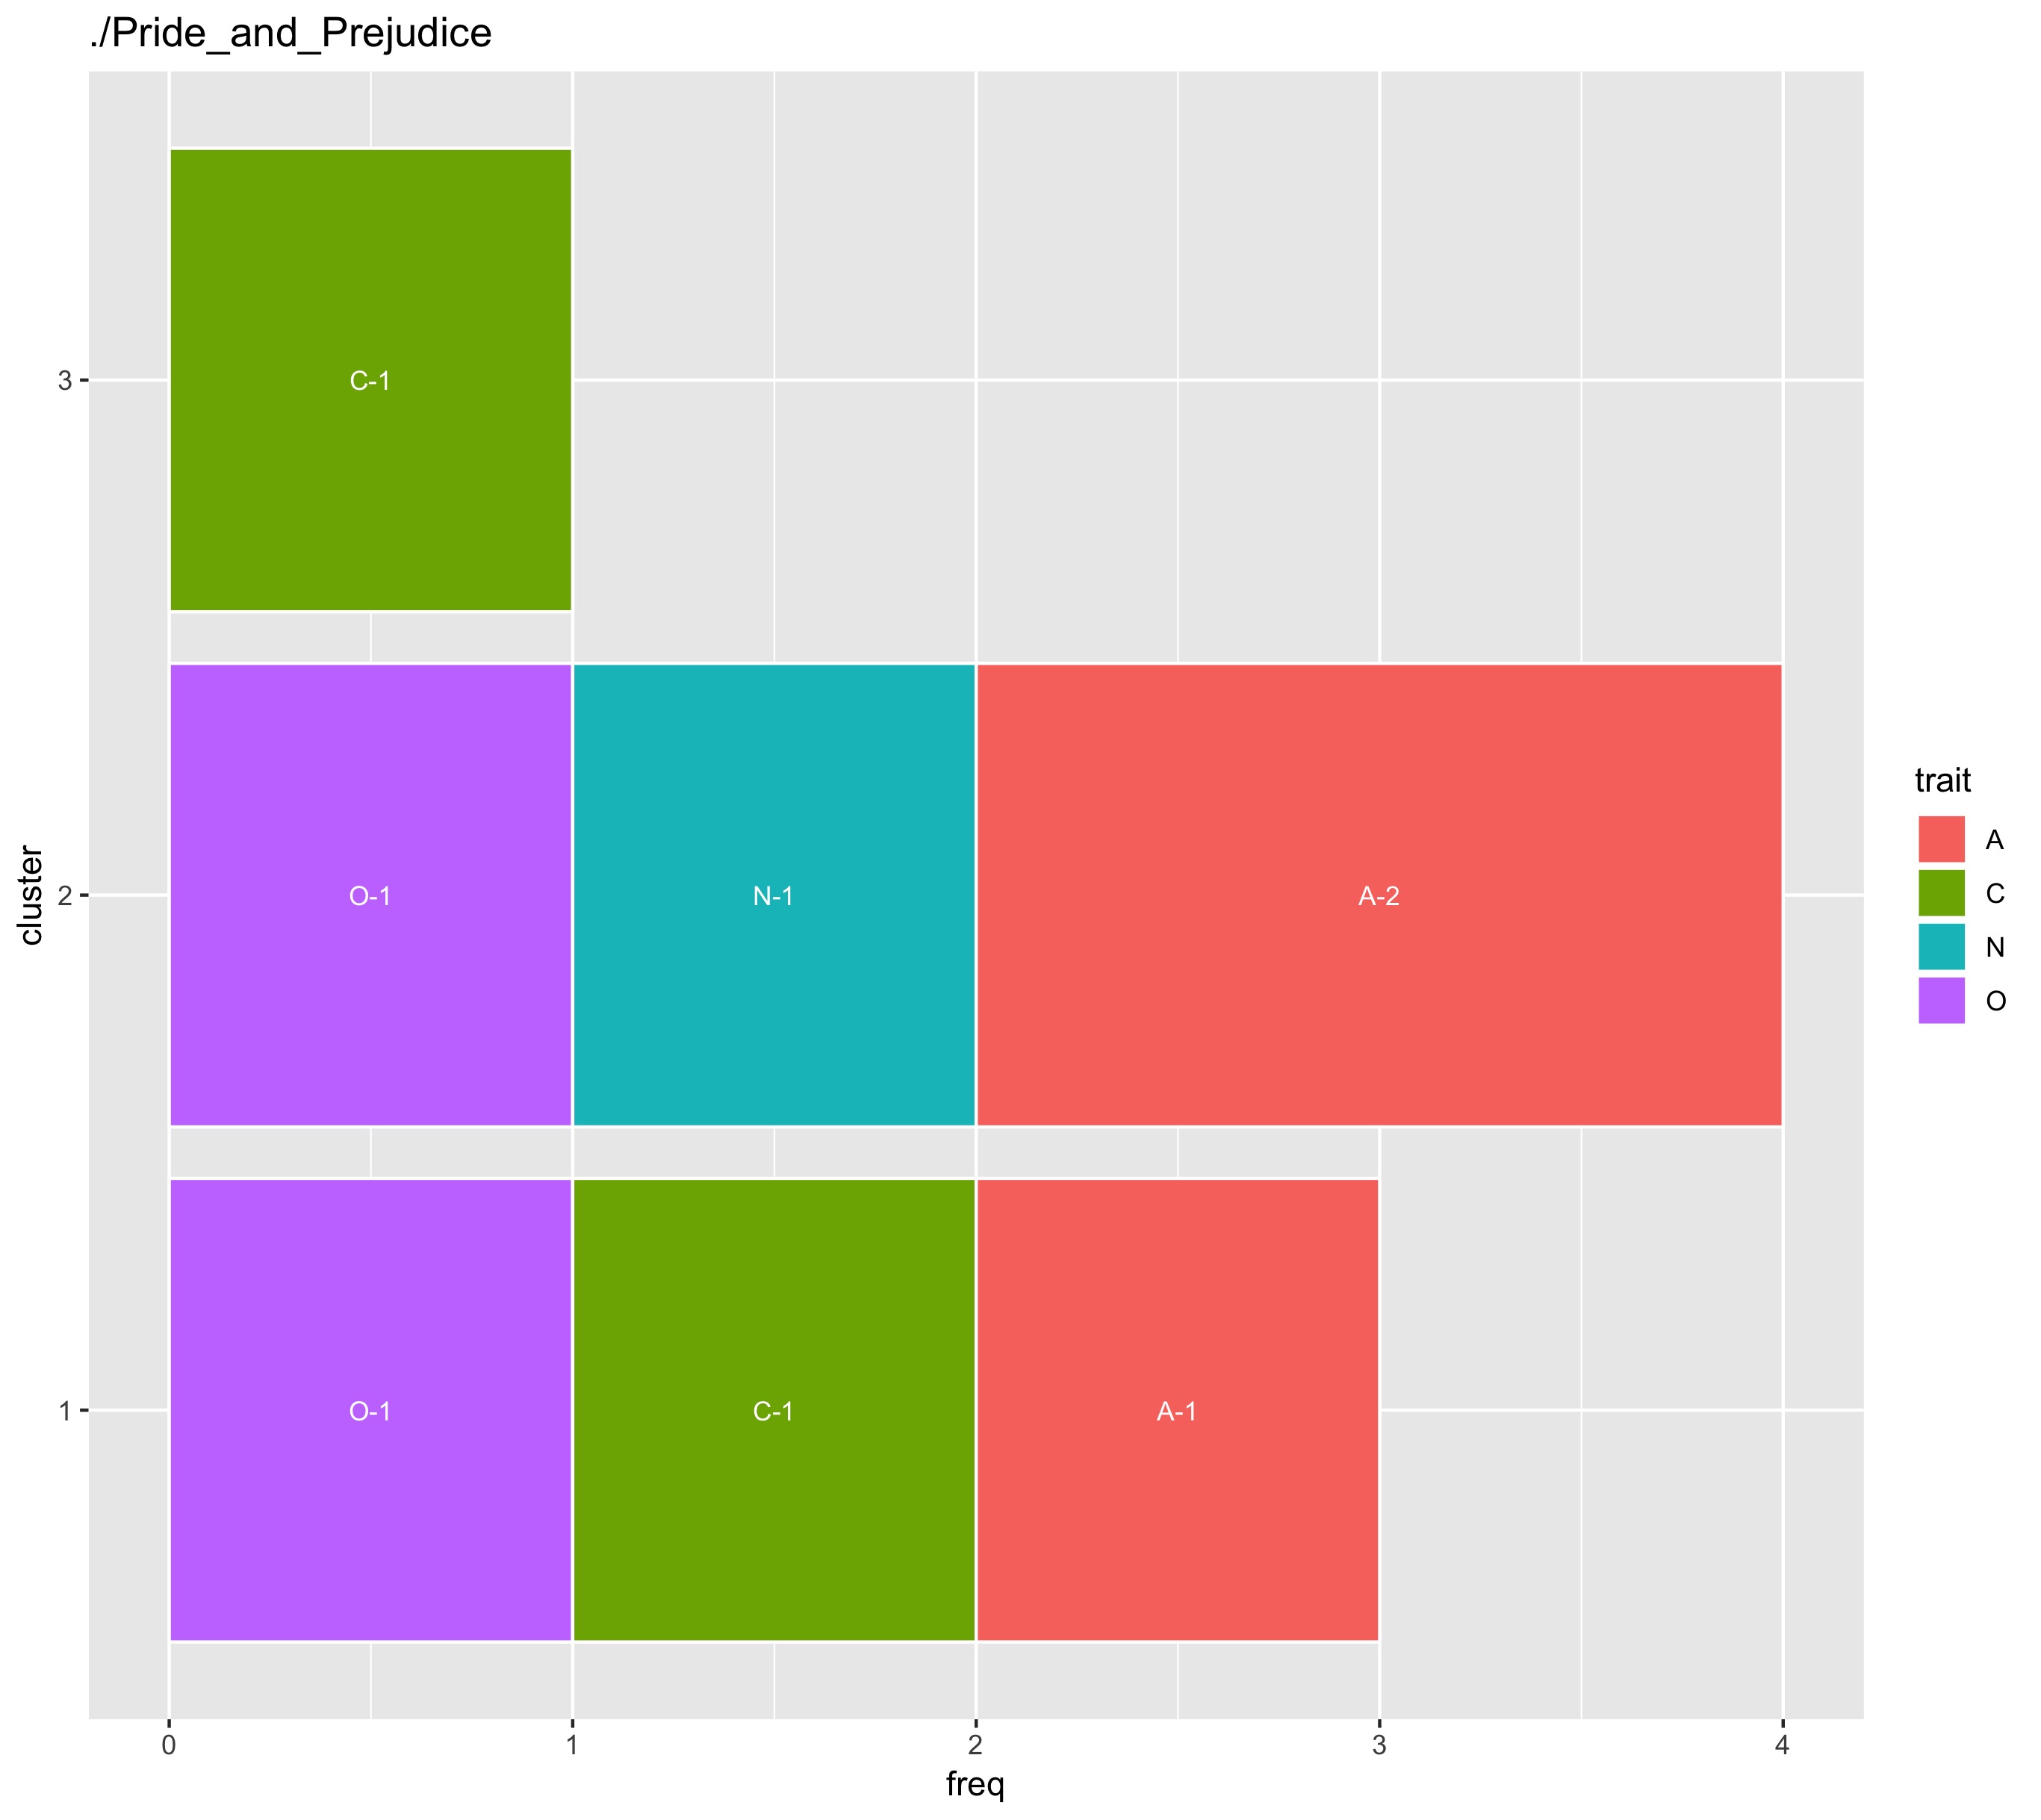 ./Pride_and_Prejudice
3
C-1
cluster
2
O-1 N-1 A-2
trait
A
C
N
O
1
O-1 C-1 A-1
0 1 2 3 4
freq